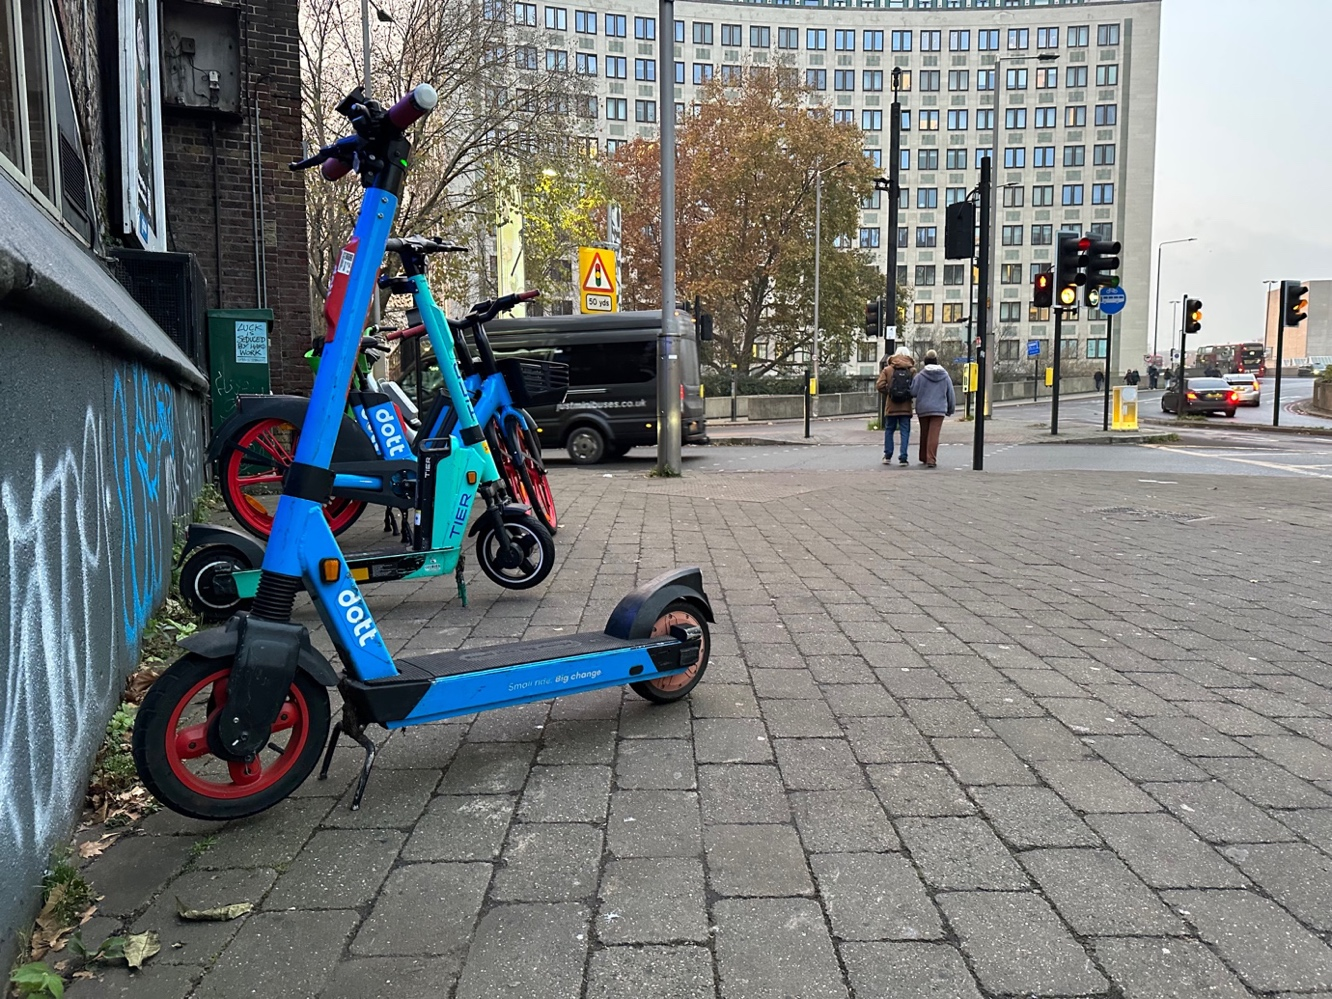 LUCK
IS
SEDUCED
BY HARD
WORK
50 yds
justminibuses.co.uk
dott
TIER
TIER
dott
Small ride. Big change